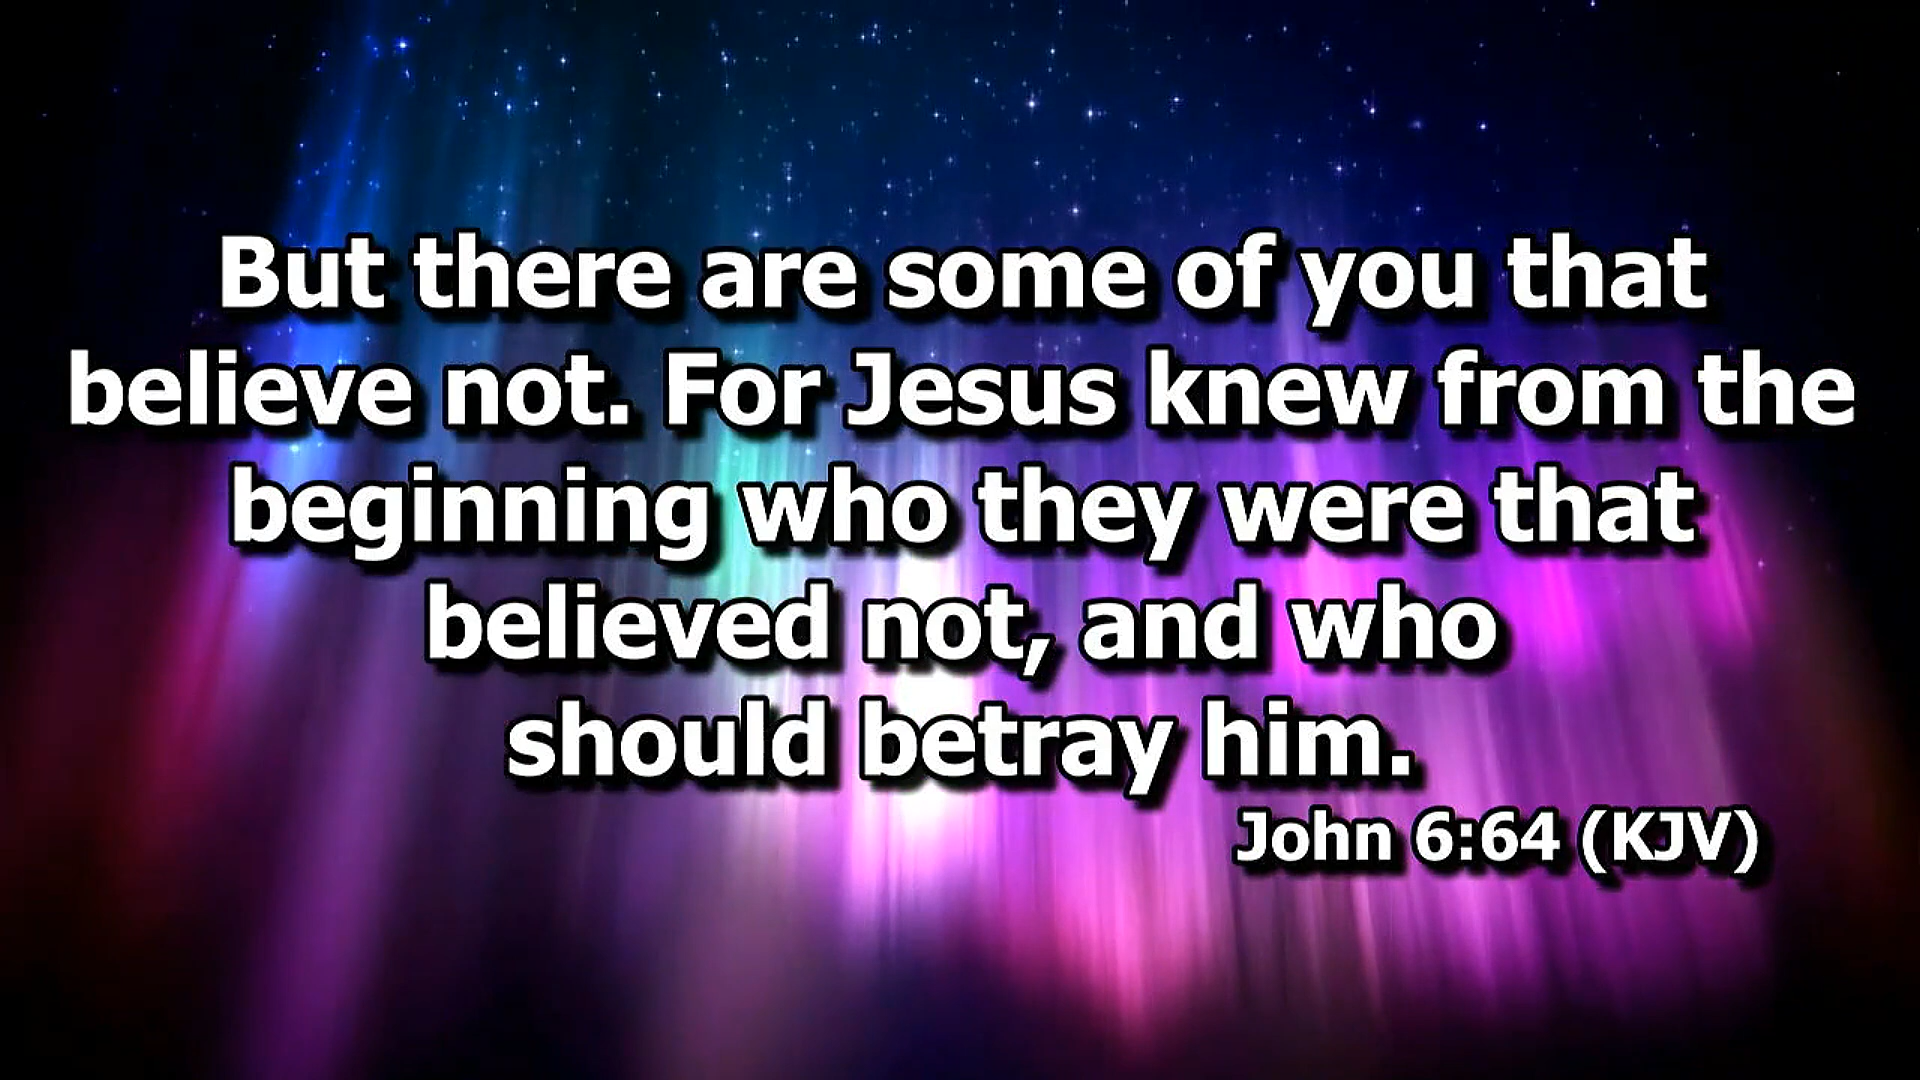 But there are some of you that
believe not. For Jesus knew from the
beginning who they were that
believed not, and who
should betray him.
John 6:64 (KJV)